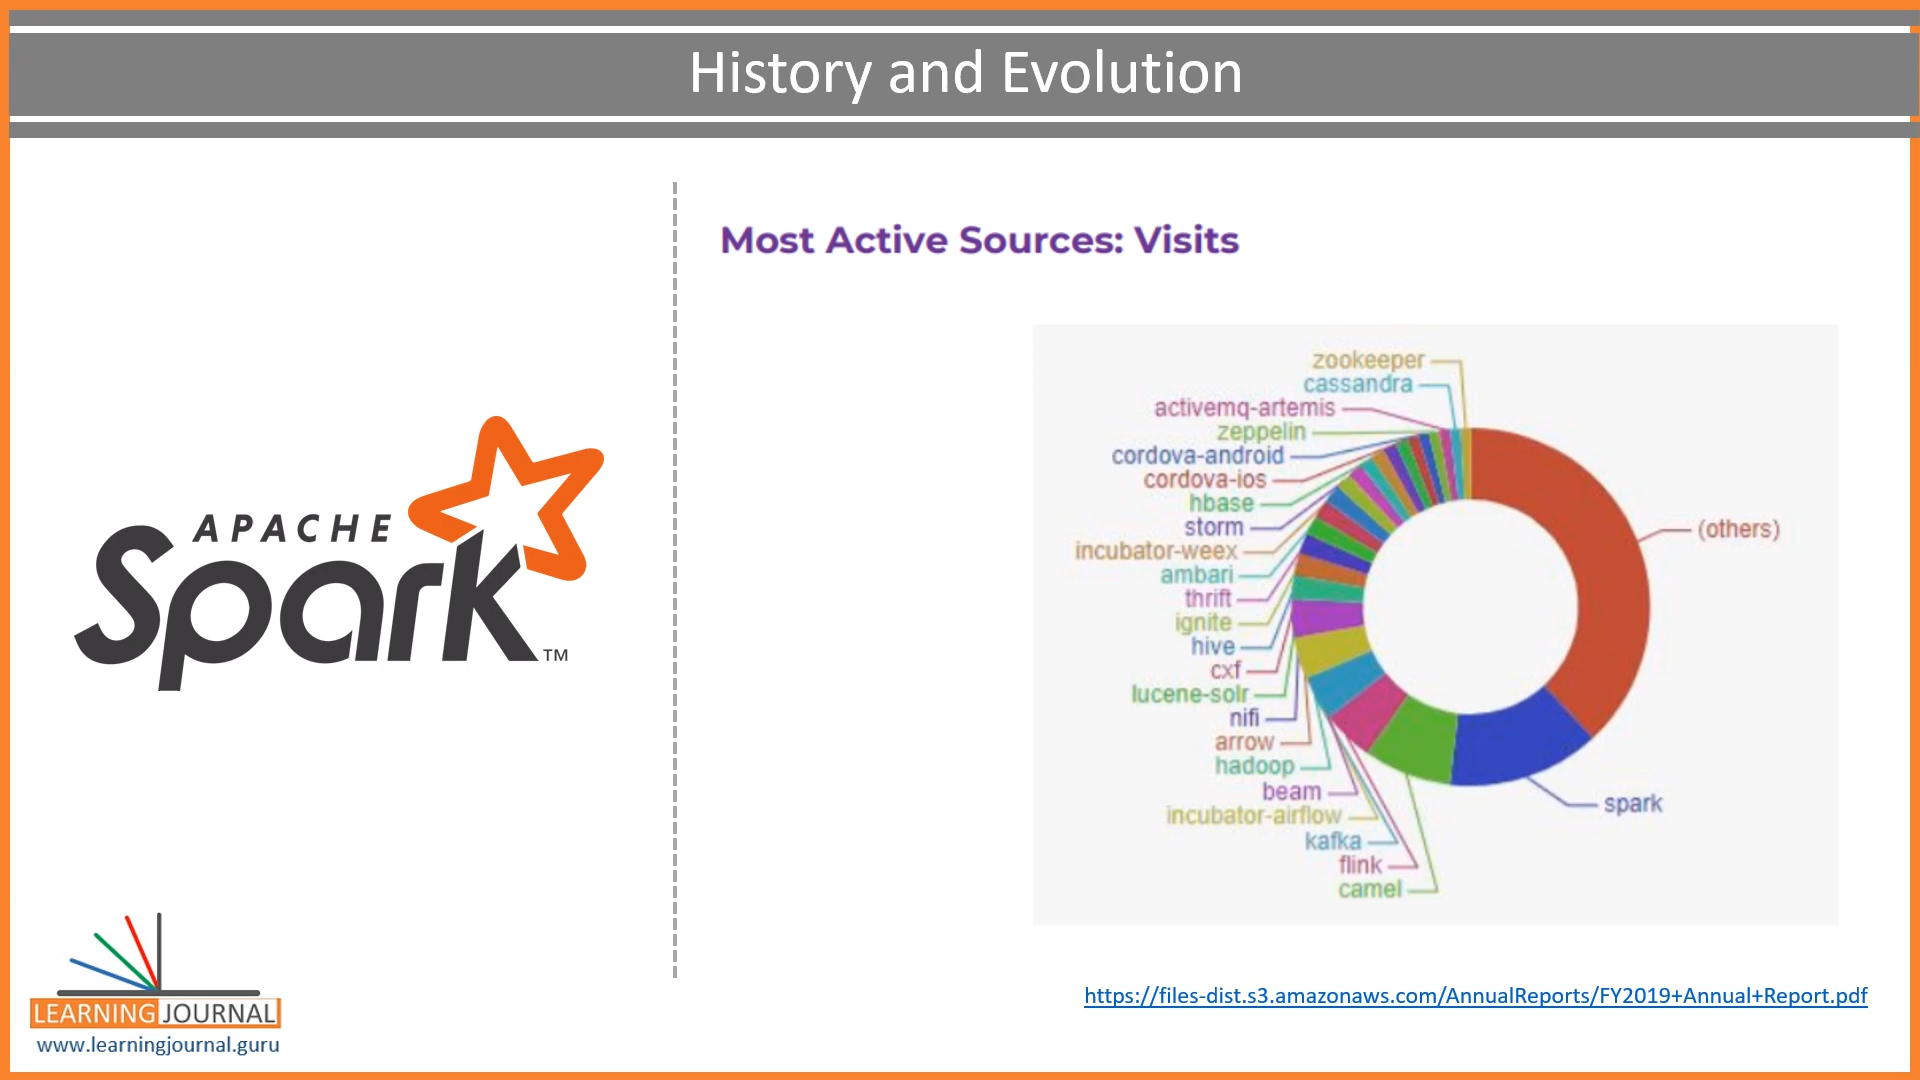 History and Evolution
Most Active Sources: Visits
APACHE
Spark™
zookeeper
cassandra
activemq-artemis
zeppelin
cordova-android
cordova-ios
hbase
storm
incubator-weex
ambari
thrift
ignite
hive
cxf
lucene-solr
nifi
arrow
hadoop
beam
incubator-airflow
kafka
flink
camel
(others)
spark
https://files-dist.s3.amazonaws.com/AnnualReports/FY2019+Annual+Report.pdf
LEARNING JOURNAL
www.learningjournal.guru